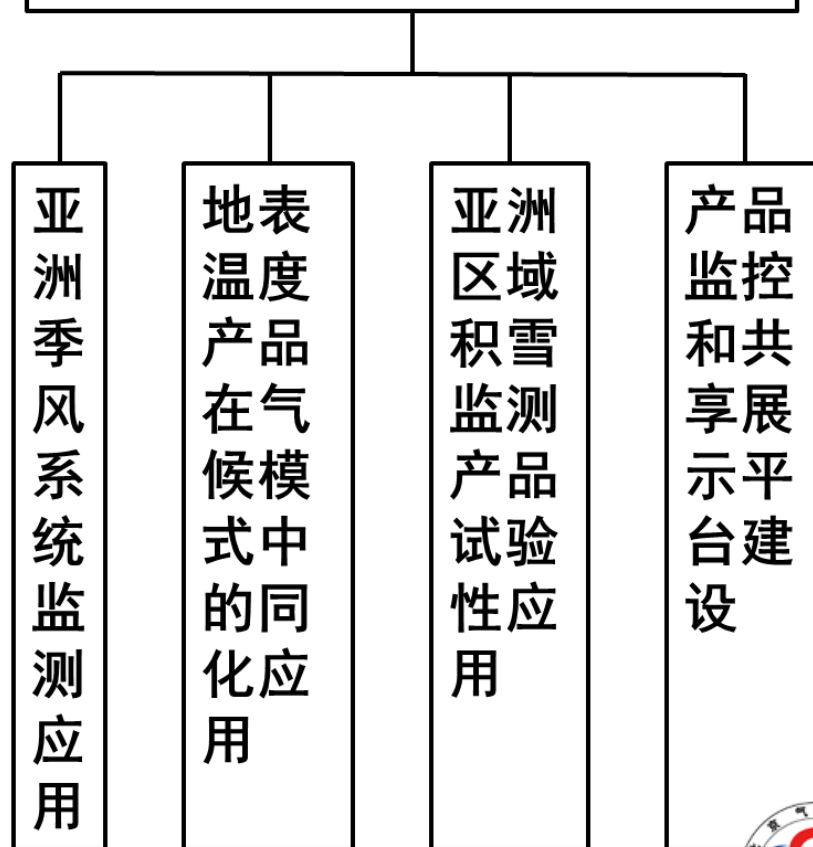 亚
洲
季
风
系
统
监
测
应
用
地表
温度
产品
在气
候模
式中
的同
化应
用
亚洲
区域
积雪
监测
产品
试验
性应
用
产品
监控
和共
享展
示平
台建
设
京气